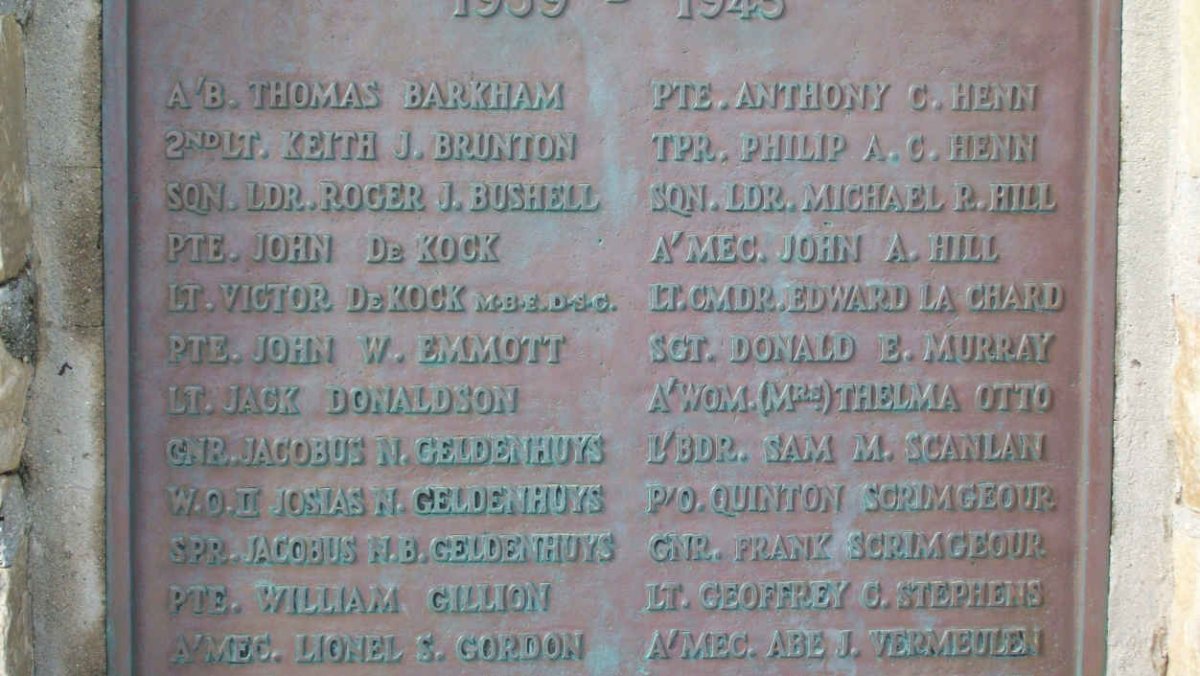 1939 - 1945
A'B. THOMAS BARKHAM
2ND LT. KEITH J. BRUNTON
SQN. LDR. ROGER J. BUSHELL
PTE. JOHN DE KOCK
LT. VICTOR DE KOCK M.B.E. D.S.C.
PTE. JOHN W. EMMOTT
LT. JACK DONALDSON
GNR. JACOBUS N. GELDENHUYS
W.O.II JOSIAS N. GELDENHUYS
SPR. JACOBUS N.B. GELDENHUYS
PTE. WILLIAM GILLION
A'MEC. LIONEL S. GORDON
PTE. ANTHONY C. HENN
TPR. PHILIP A.C. HENN
SQN. LDR. MICHAEL R. HILL
A'MEC. JOHN A. HILL
LT. CMDR. EDWARD LA CHARD
SGT. DONALD E. MURRAY
A'WOM. (MRS) THELMA OTTO
L'BDR. SAM M. SCANLAN
P'O. QUINTON SCRIMGEOUR
GNR. FRANK SCRIMGEOUR
LT. GEOFFREY C. STEPHENS
A'MEC. ABE J. VERMEULEN